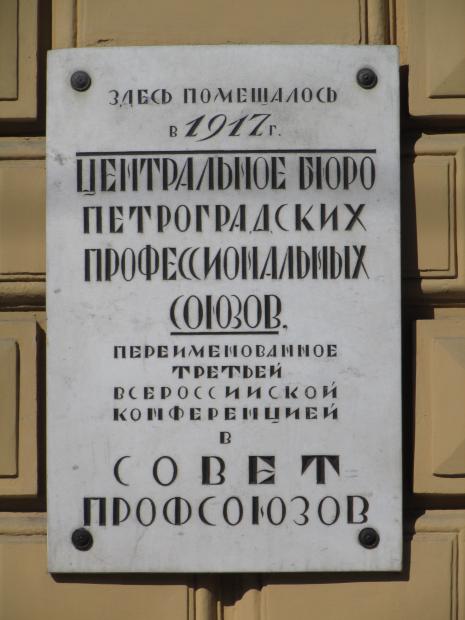 ЗДЕСЬ ПОМЕЩАЛОСЬ
В 1917 Г.
ЦЕНТРАЛЬНОЕ БЮРО
ПЕТРОГРАДСКИХ
ПРОФЕССИОНАЛЬНЫХ
СОЮЗОВ,
ПЕРЕИМЕНОВАННОЕ
ТРЕТЬЕЙ
ВСЕРОССИЙСКОЙ
КОНФЕРЕНЦИЕЙ
В
СОВЕТ
ПРОФСОЮЗОВ